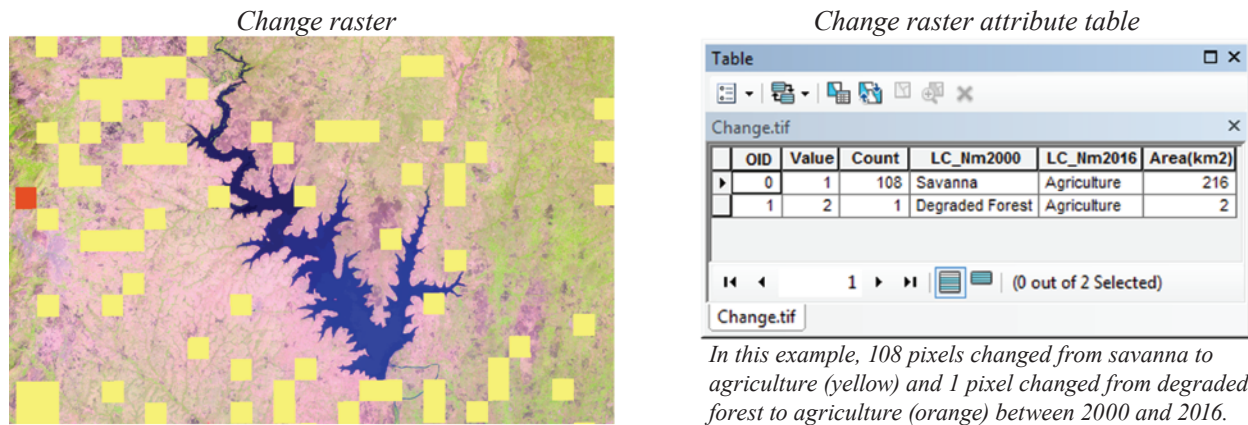 Change raster
Change raster attribute table
Table
Change.tif
OID Value Count LC_Nm2000 LC_Nm2016 Area(km2)
0 1 108 Savanna Agriculture 216
1 2 1 Degraded Forest Agriculture 2
1 (0 out of 2 Selected)
Change.tif
In this example, 108 pixels changed from savanna to
agriculture (yellow) and 1 pixel changed from degraded
forest to agriculture (orange) between 2000 and 2016.